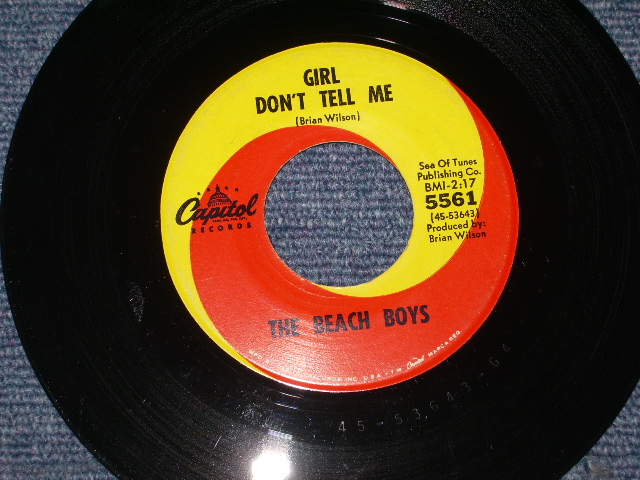 GIRL
DON'T TELL ME
(Brian Wilson)
Sea Of Tunes
Publishing Co.
BMI-2:17
5561
(45-53643)
Produced by:
Brian Wilson
Capitol
RECORDS
THE BEACH BOYS
45-53643-G4